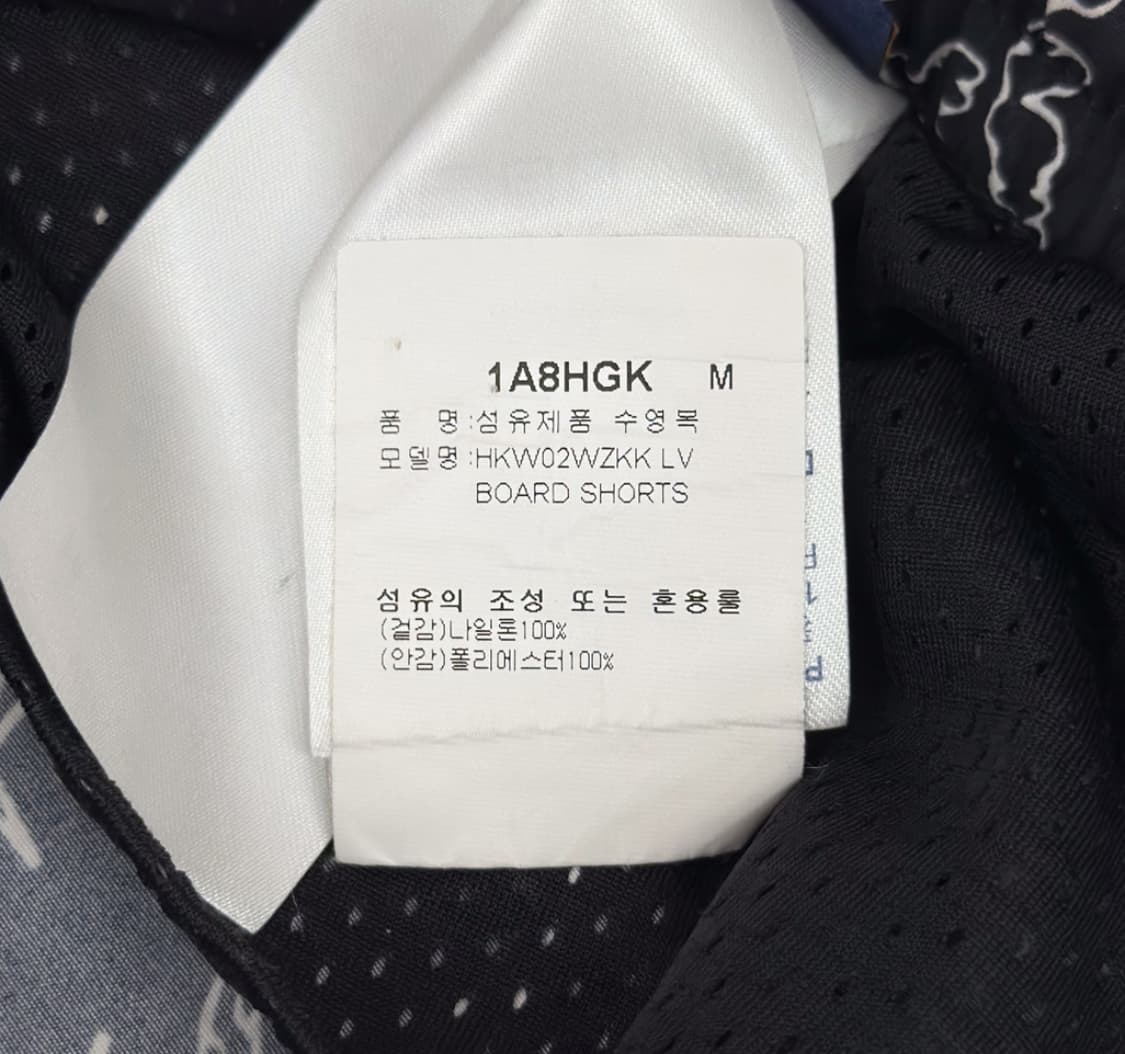 1A8HGK M
품 명:섬유제품 수영복
모델명:HKW02WZKK LV
BOARD SHORTS
섬유의 조성 또는 혼용률
(겉감)나일론100%
(안감)폴리에스터100%